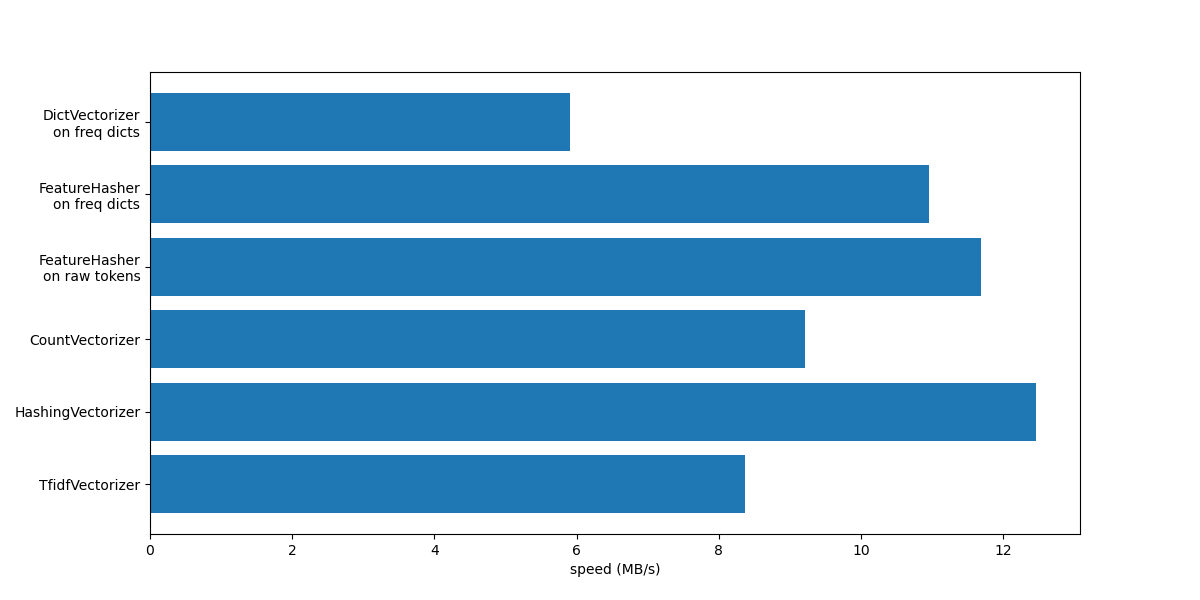 DictVectorizer
on freq dicts
FeatureHasher
on freq dicts
FeatureHasher
on raw tokens
CountVectorizer
HashingVectorizer
TfidfVectorizer
0 2 4 6 8 10 12
speed (MB/s)